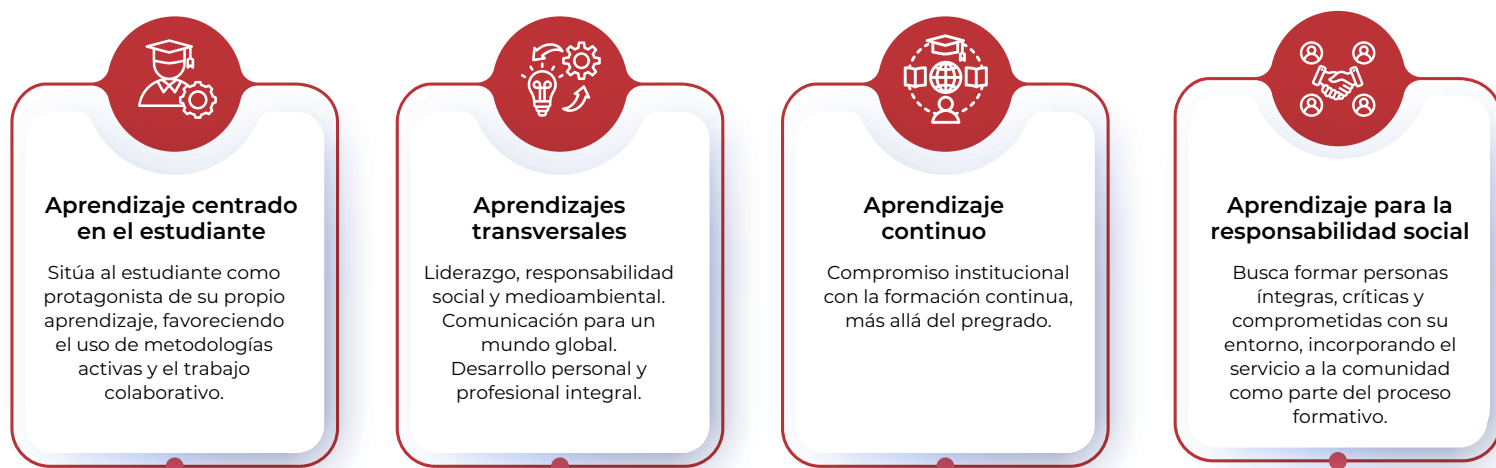 Aprendizaje centrado
en el estudiante
Sitúa al estudiante como
protagonista de su propio
aprendizaje, favoreciendo
el uso de metodologías
activas y el trabajo
colaborativo.
Aprendizajes
transversales
Liderazgo, responsabilidad
social y medioambiental.
Comunicación para un
mundo global.
Desarrollo personal y
profesional integral.
Aprendizaje
continuo
Compromiso institucional
con la formación continua,
más allá del pregrado.
Aprendizaje para la
responsabilidad social
Busca formar personas
íntegras, críticas y
comprometidas con su
entorno, incorporando el
servicio a la comunidad
como parte del proceso
formativo.